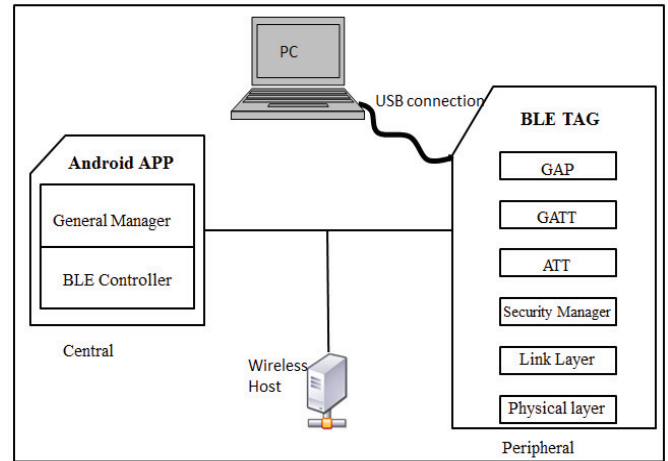 PC
USB connection
BLE TAG
GAP
GATT
ATT
Security Manager
Link Layer
Physical layer
Peripheral
Android APP
General Manager
BLE Controller
Central
Wireless
Host